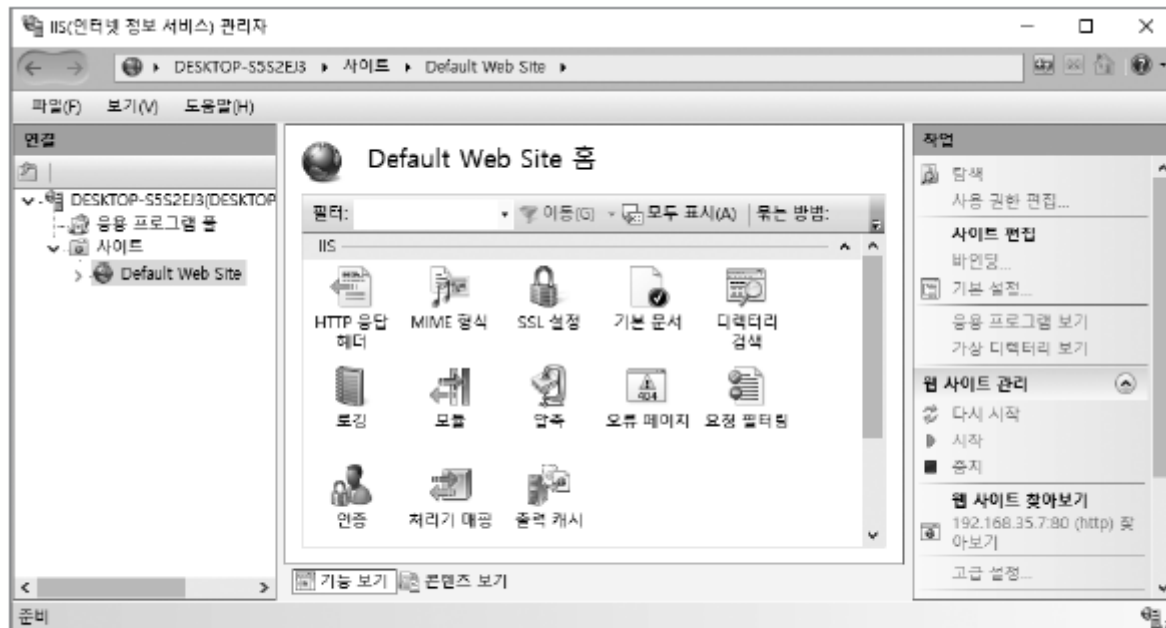 IIS(인터넷 정보 서비스) 관리자
DESKTOP-S5S2EJ3 사이트 Default Web Site
파일(F) 보기(V) 도움말(H)
연결
DESKTOP-S5S2EJ3(DESKTOP
응용 프로그램 풀
사이트
Default Web Site
Default Web Site 홈
필터: 이동(G) 모두 표시(A) 묶는 방법:
IIS
HTTP 응답 헤더
MIME 형식
SSL 설정
기본 문서
디렉터리 검색
로깅
모듈
압축
404
오류 페이지
요청 필터링
인증
처리기 매핑
출력 캐시
기능 보기 콘텐츠 보기
작업
탐색
사용 권한 편집...
사이트 편집
바인딩...
기본 설정...
응용 프로그램 보기
가상 디렉터리 보기
웹 사이트 관리
다시 시작
시작
중지
웹 사이트 찾아보기
192.168.35.7:80 (http) 찾
아보기
고급 설정...
준비